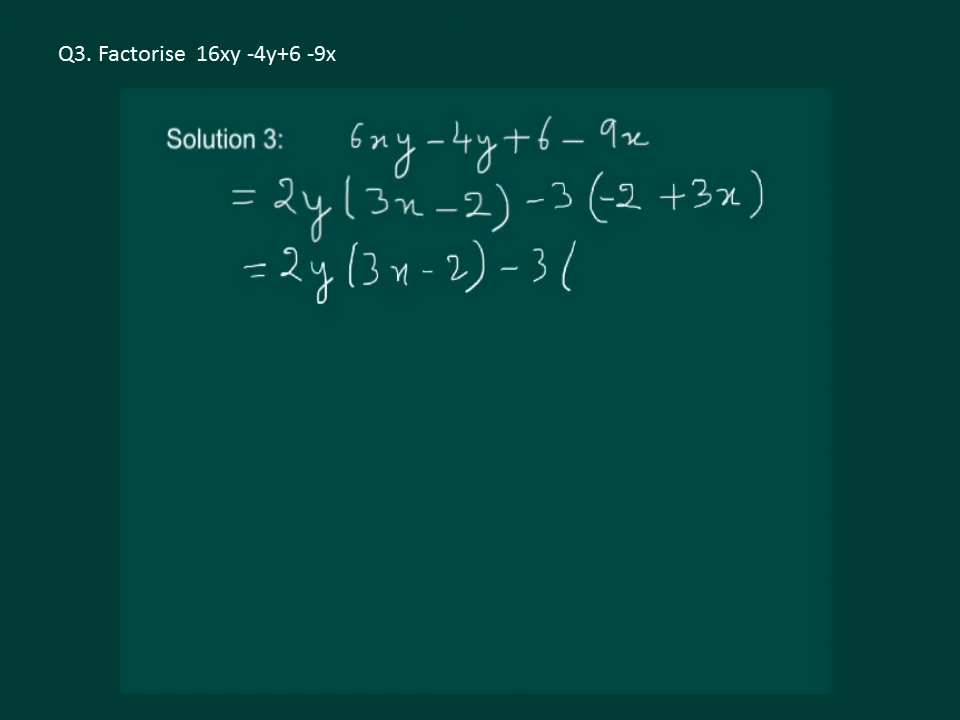 Q3. Factorise 16xy -4y+6 -9x
Solution 3: 6xy - 4y + 6 - 9x
= 2y (3x - 2) - 3 (-2 + 3x)
= 2y (3x - 2) - 3 (